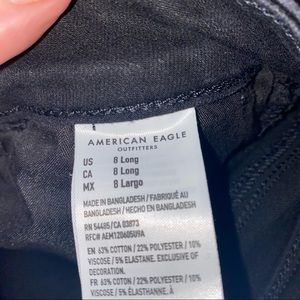 AMERICAN EAGLE
OUTFITTERS
US 8 Long
CA 8 Long
MX 8 Largo
MADE IN BANGLADESH / FABRIQUÉ AU
BANGLADESH / HECHO EN BANGLADESH
RN 54485/CA 03873
RFC# AEM120605U9A
EN 63% COTTON / 22% POLYESTER / 10%
VISCOSE / 5% ELASTANE. EXCLUSIVE OF
DECORATION.
FR 63% COTON / 22% POLYESTER / 10%
VISCOSE / 5% ÉLASTHANNE. À